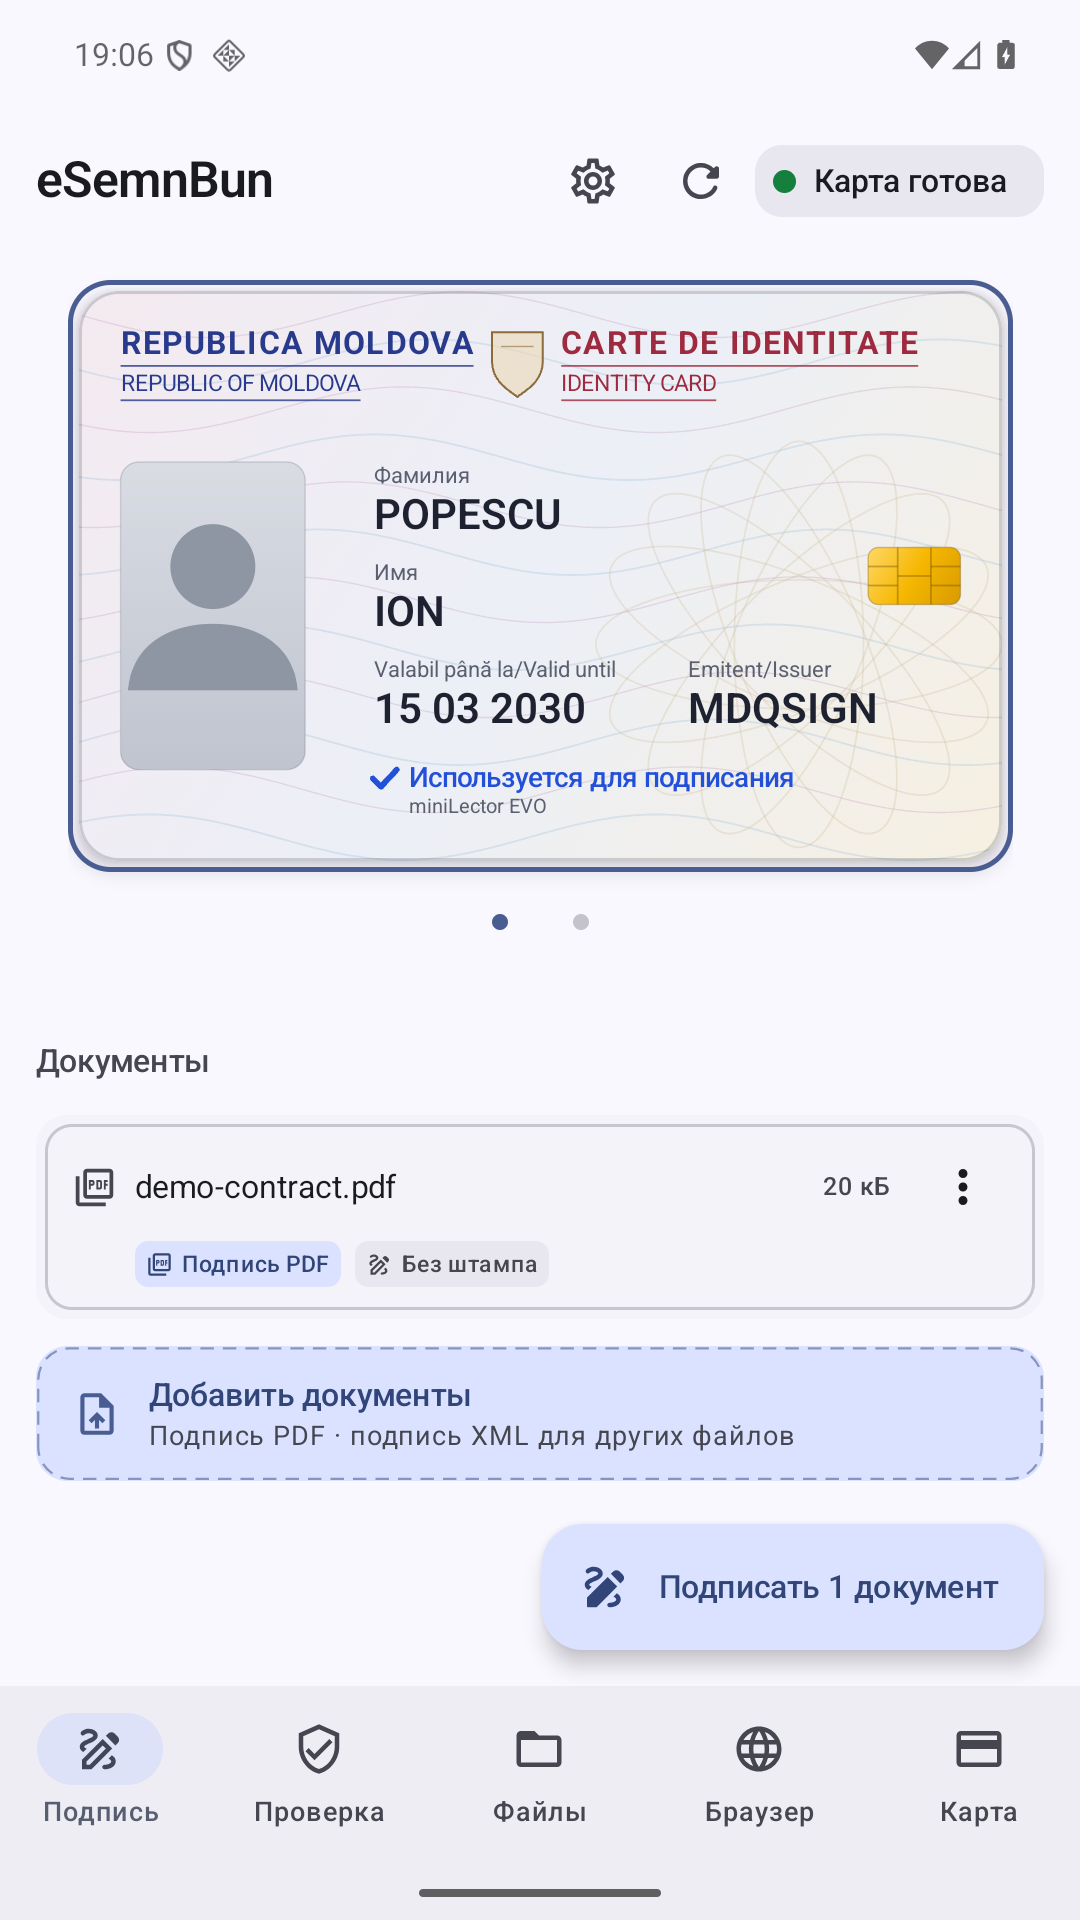 19:06
eSemnBun
Карта готова
REPUBLICA MOLDOVA
REPUBLIC OF MOLDOVA
CARTE DE IDENTITATE
IDENTITY CARD
Фамилия
POPESCU
Имя
ION
Valabil până la/Valid until
15 03 2030
Emitent/Issuer
MDQSIGN
Используется для подписания
miniLector EVO
Документы
demo-contract.pdf
20 кБ
PDF
PDF
Подпись PDF
Без штампа
Добавить документы
Подпись PDF · подпись XML для других файлов
Подписать 1 документ
Подпись
Проверка
Файлы
Браузер
Карта